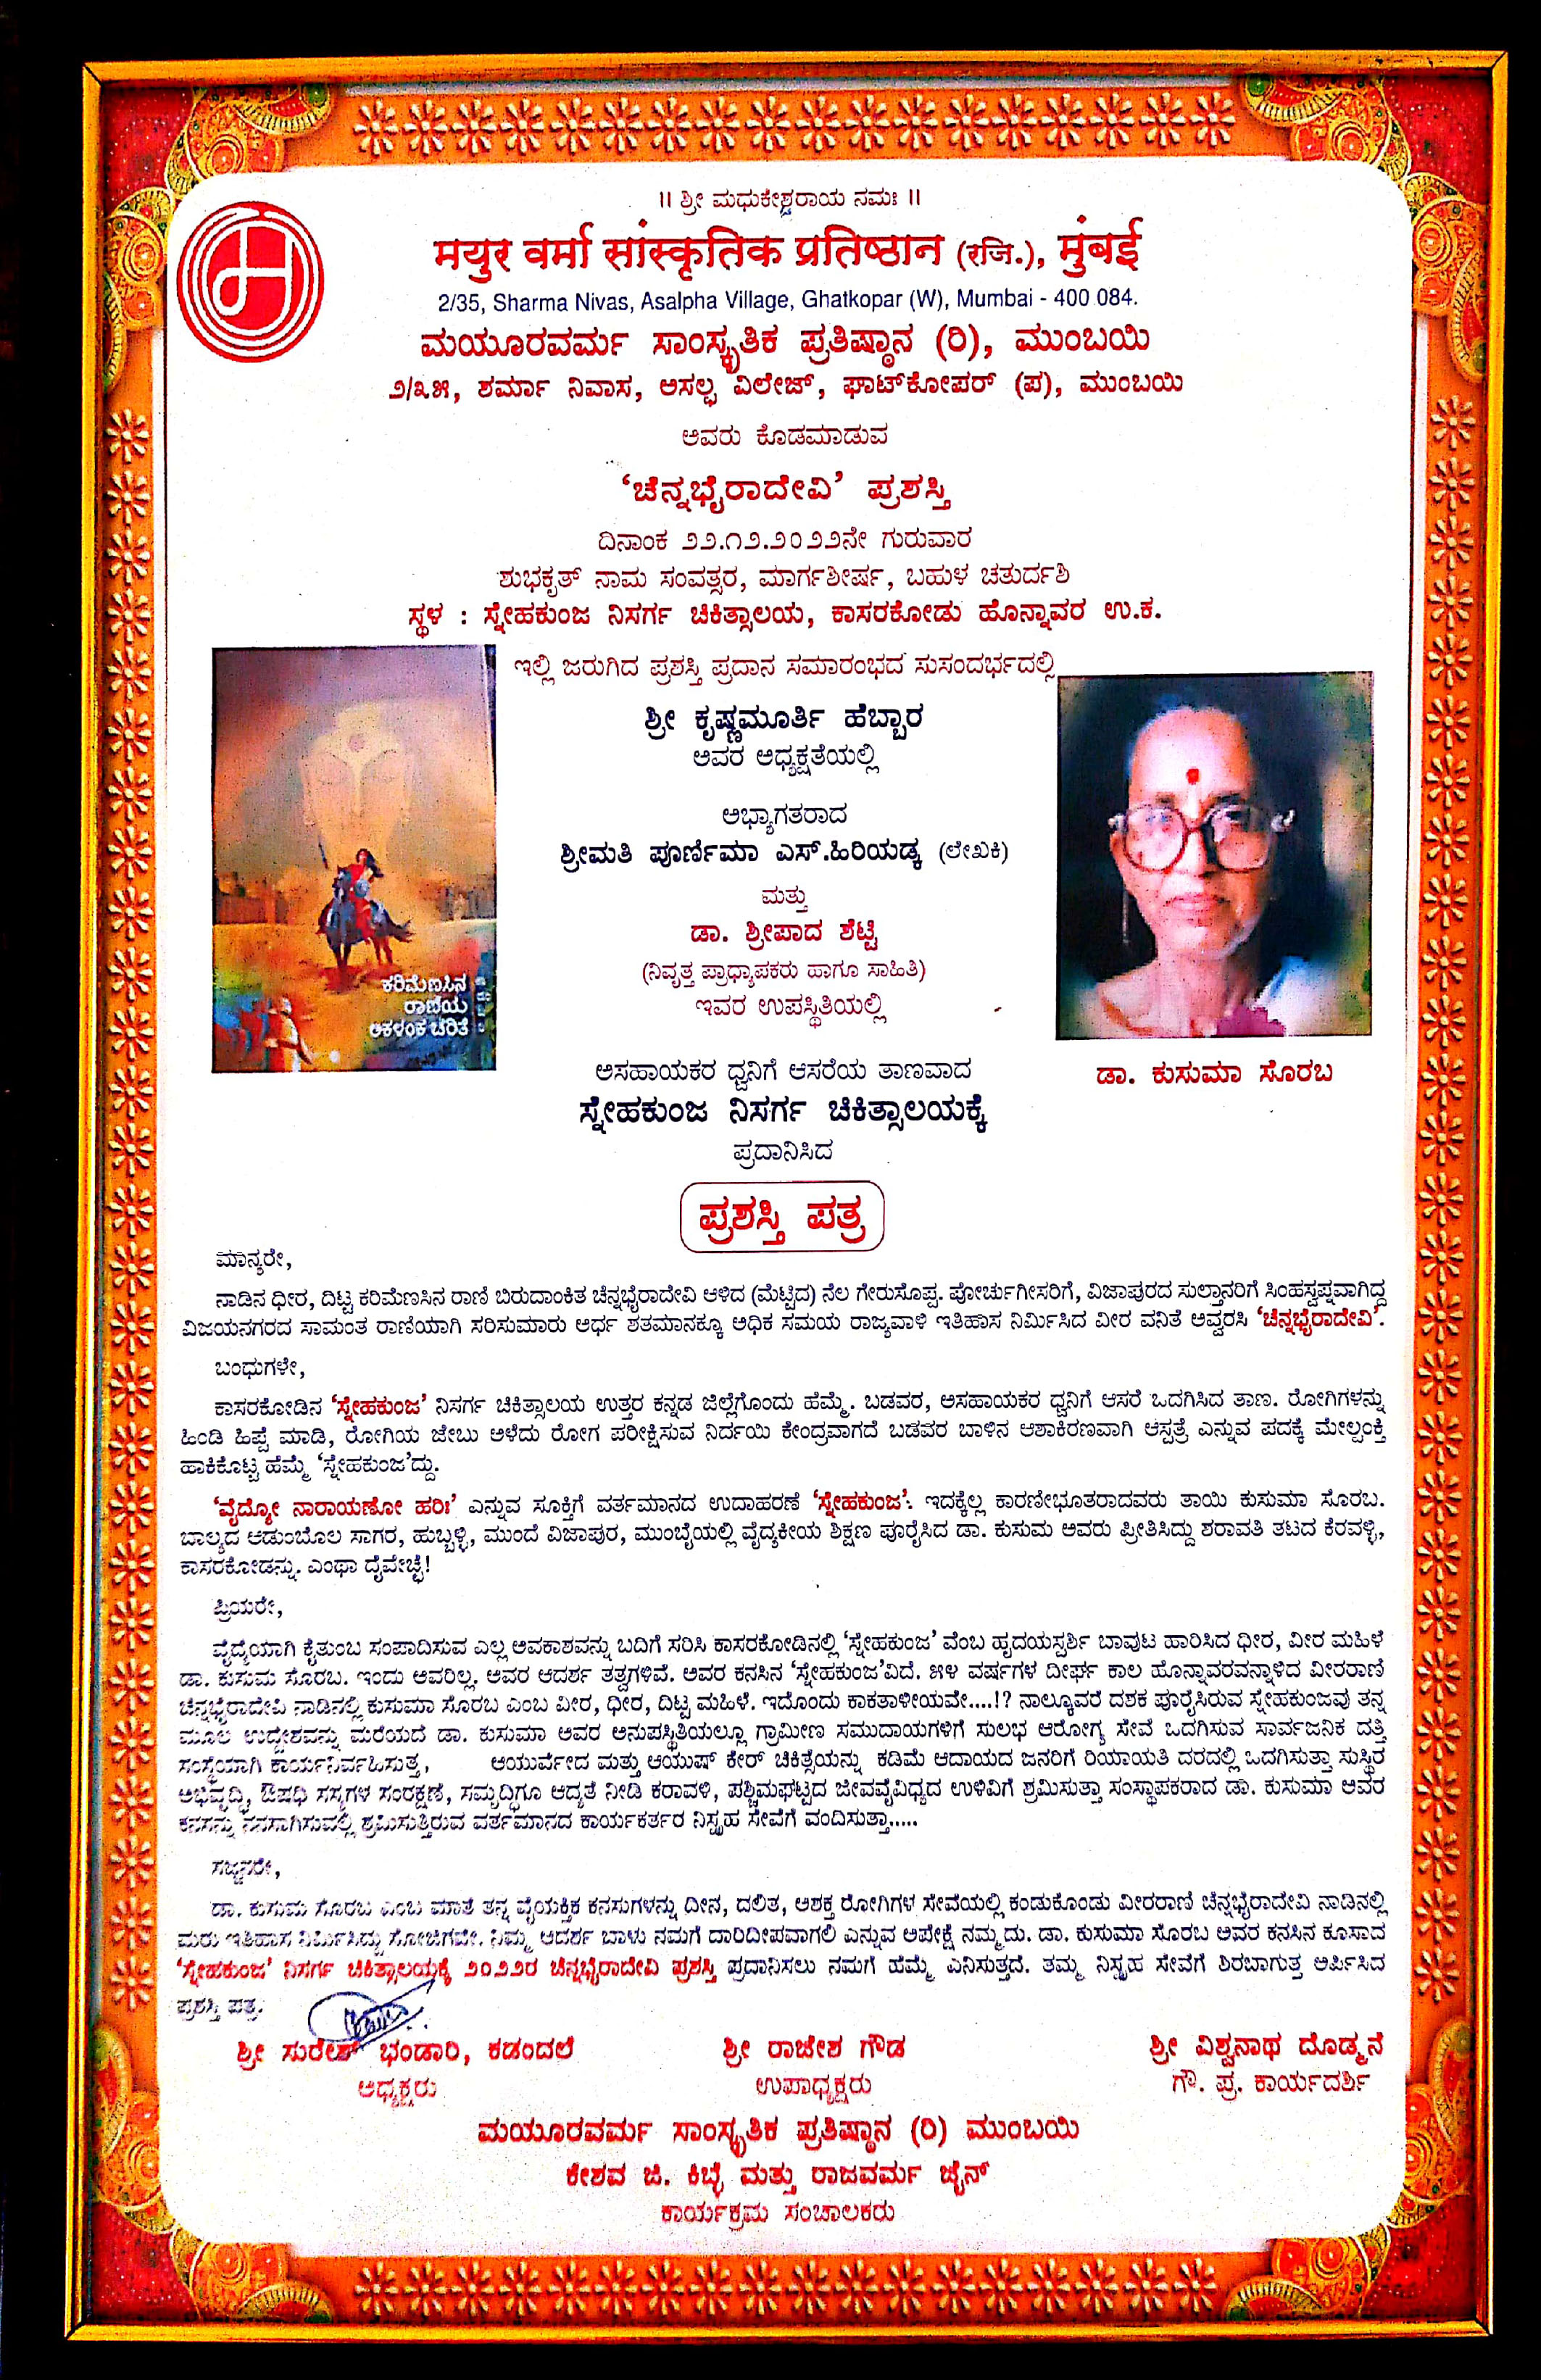 ॥ ಶ್ರೀ ಮಧುಕೇಶ್ವರಾಯ ನಮಃ ॥
मयुर वर्मा सांस्कृतिक प्रतिष्ठान (रजि.), मुंबई
2/35, Sharma Nivas, Asalpha Village, Ghatkopar (W), Mumbai - 400 084.
ಮಯೂರವರ್ಮ ಸಾಂಸ್ಕೃತಿಕ ಪ್ರತಿಷ್ಠಾನ (ರಿ), ಮುಂಬಯಿ
೨/೩೫, ಶರ್ಮಾ ನಿವಾಸ, ಅಸಲ್ಫ ವಿಲೇಜ್, ಘಾಟ್‌ಕೋಪರ್ (ಪ), ಮುಂಬಯಿ
ಅವರು ಕೊಡಮಾಡುವ
‘ಚೆನ್ನಭೈರಾದೇವಿ’ ಪ್ರಶಸ್ತಿ
ದಿನಾಂಕ ೨೨.೧೨.೨೦೨೨ನೇ ಗುರುವಾರ
ಶುಭಕೃತ್ ನಾಮ ಸಂವತ್ಸರ, ಮಾರ್ಗಶೀರ್ಷ, ಬಹುಳ ಚತುರ್ದಶಿ
ಸ್ಥಳ : ಸ್ನೇಹಕುಂಜ ನಿಸರ್ಗ ಚಿಕಿತ್ಸಾಲಯ, ಕಾಸರಕೋಡು ಹೊನ್ನಾವರ ಉ.ಕ.
ಇಲ್ಲಿ ಜರುಗಿದ ಪ್ರಶಸ್ತಿ ಪ್ರದಾನ ಸಮಾರಂಭದ ಸುಸಂದರ್ಭದಲ್ಲಿ
ಶ್ರೀ ಕೃಷ್ಣಮೂರ್ತಿ ಹೆಬ್ಬಾರ
ಅವರ ಅಧ್ಯಕ್ಷತೆಯಲ್ಲಿ
ಅಭ್ಯಾಗತರಾದ
ಶ್ರೀಮತಿ ಪೂರ್ಣಿಮಾ ಎಸ್.ಹಿರಿಯಡ್ಕ (ಲೇಖಕಿ)
ಮತ್ತು
ಡಾ. ಶ್ರೀಪಾದ ಶೆಟ್ಟಿ
(ನಿವೃತ್ತ ಪ್ರಾಧ್ಯಾಪಕರು ಹಾಗೂ ಸಾಹಿತಿ)
ಇವರ ಉಪಸ್ಥಿತಿಯಲ್ಲಿ
ಕರಿಮೆಣಸಿನ
ರಾಣಿಯ
ಅಕಳಂಕ ಚರಿತೆ
ಅಸಹಾಯಕರ ಧ್ವನಿಗೆ ಆಸರೆಯ ತಾಣವಾದ
ಡಾ. ಕುಸುಮಾ ಸೊರಬ
ಸ್ನೇಹಕುಂಜ ನಿಸರ್ಗ ಚಿಕಿತ್ಸಾಲಯಕ್ಕೆ
ಪ್ರದಾನಿಸಿದ
ಪ್ರಶಸ್ತಿ ಪತ್ರ
ಮಾನ್ಯರೇ,
ನಾಡಿನ ಧೀರ, ದಿಟ್ಟ ಕರಿಮೆಣಸಿನ ರಾಣಿ ಬಿರುದಾಂಕಿತ ಚೆನ್ನಭೈರಾದೇವಿ ಆಳಿದ (ಮೆಟ್ಟಿದ) ನೆಲ ಗೇರುಸೊಪ್ಪ. ಪೋರ್ಚುಗೀಸರಿಗೆ, ವಿಜಾಪುರದ ಸುಲ್ತಾನರಿಗೆ ಸಿಂಹಸ್ವಪ್ನವಾಗಿದ್ದ
ವಿಜಯನಗರದ ಸಾಮಂತ ರಾಣಿಯಾಗಿ ಸರಿಸುಮಾರು ಅರ್ಧ ಶತಮಾನಕ್ಕೂ ಅಧಿಕ ಸಮಯ ರಾಜ್ಯವಾಳಿ ಇತಿಹಾಸ ನಿರ್ಮಿಸಿದ ವೀರ ವನಿತೆ ಅವ್ವರಸಿ ‘ಚೆನ್ನಭೈರಾದೇವಿ’.
ಬಂಧುಗಳೇ,
ಕಾಸರಕೋಡಿನ ‘ಸ್ನೇಹಕುಂಜ’ ನಿಸರ್ಗ ಚಿಕಿತ್ಸಾಲಯ ಉತ್ತರ ಕನ್ನಡ ಜಿಲ್ಲೆಗೊಂದು ಹೆಮ್ಮೆ. ಬಡವರ, ಅಸಹಾಯಕರ ಧ್ವನಿಗೆ ಆಸರೆ ಒದಗಿಸಿದ ತಾಣ. ರೋಗಿಗಳನ್ನು
ಹಿಂಡಿ ಹಿಪ್ಪೆ ಮಾಡಿ, ರೋಗಿಯ ಜೇಬು ಅಳೆದು ರೋಗ ಪರೀಕ್ಷಿಸುವ ನಿರ್ದಯಿ ಕೇಂದ್ರವಾಗದೆ ಬಡವರ ಬಾಳಿನ ಆಶಾಕಿರಣವಾಗಿ ಆಸ್ಪತ್ರೆ ಎನ್ನುವ ಪದಕ್ಕೆ ಮೇಲ್ಪಂಕ್ತಿ
ಹಾಕಿಕೊಟ್ಟ ಹೆಮ್ಮೆ ‘ಸ್ನೇಹಕುಂಜ’ದ್ದು.
‘ವೈದ್ಯೋ ನಾರಾಯಣೋ ಹರಿಃ’ ಎನ್ನುವ ಸೂಕ್ತಿಗೆ ವರ್ತಮಾನದ ಉದಾಹರಣೆ ‘ಸ್ನೇಹಕುಂಜ’. ಇದಕ್ಕೆಲ್ಲ ಕಾರಣೀಭೂತರಾದವರು ತಾಯಿ ಕುಸುಮಾ ಸೊರಬ.
ಬಾಲ್ಯದ ಆಡುಂಬೊಲ ಸಾಗರ, ಹುಬ್ಬಳ್ಳಿ, ಮುಂದೆ ವಿಜಾಪುರ, ಮುಂಬೈಯಲ್ಲಿ ವೈದ್ಯಕೀಯ ಶಿಕ್ಷಣ ಪೂರೈಸಿದ ಡಾ. ಕುಸುಮ ಅವರು ಪ್ರೀತಿಸಿದ್ದು ಶರಾವತಿ ತಟದ ಕೆರವಳ್ಳಿ,
ಕಾಸರಕೋಡನ್ನು. ಎಂಥಾ ದೈವೇಚ್ಛೆ!
ಪ್ರಿಯರೇ,
ವೈದ್ಯೆಯಾಗಿ ಕೈತುಂಬ ಸಂಪಾದಿಸುವ ಎಲ್ಲ ಅವಕಾಶವನ್ನು ಬದಿಗೆ ಸರಿಸಿ ಕಾಸರಕೋಡಿನಲ್ಲಿ ‘ಸ್ನೇಹಕುಂಜ’ ವೆಂಬ ಹೃದಯಸ್ಪರ್ಶಿ ಬಾವುಟ ಹಾರಿಸಿದ ಧೀರ, ವೀರ ಮಹಿಳೆ
ಡಾ. ಕುಸುಮ ಸೊರಬ. ಇಂದು ಅವರಿಲ್ಲ. ಅವರ ಆದರ್ಶ ತತ್ವಗಳಿವೆ. ಅವರ ಕನಸಿನ ‘ಸ್ನೇಹಕುಂಜ’ವಿದೆ. ೫೪ ವರ್ಷಗಳ ದೀರ್ಘ ಕಾಲ ಹೊನ್ನಾವರವನ್ನಾಳಿದ ವೀರರಾಣಿ
ಚೆನ್ನಭೈರಾದೇವಿ ನಾಡಿನಲ್ಲಿ ಕುಸುಮಾ ಸೊರಬ ಎಂಬ ವೀರ, ಧೀರ, ದಿಟ್ಟ ಮಹಿಳೆ. ಇದೊಂದು ಕಾಕತಾಳೀಯವೇ....!? ನಾಲ್ಕೂವರೆ ದಶಕ ಪೂರೈಸಿರುವ ಸ್ನೇಹಕುಂಜವು ತನ್ನ
ಮೂಲ ಉದ್ದೇಶವನ್ನು ಮರೆಯದೆ ಡಾ. ಕುಸುಮಾ ಅವರ ಅನುಪಸ್ಥಿತಿಯಲ್ಲೂ ಗ್ರಾಮೀಣ ಸಮುದಾಯಗಳಿಗೆ ಸುಲಭ ಆರೋಗ್ಯ ಸೇವೆ ಒದಗಿಸುವ ಸಾರ್ವಜನಿಕ ದತ್ತಿ
ಸಂಸ್ಥೆಯಾಗಿ ಕಾರ್ಯನಿರ್ವಹಿಸುತ್ತ, ಆಯುರ್ವೇದ ಮತ್ತು ಆಯುಷ್ ಕೇರ್ ಚಿಕಿತ್ಸೆಯನ್ನು ಕಡಿಮೆ ಆದಾಯದ ಜನರಿಗೆ ರಿಯಾಯತಿ ದರದಲ್ಲಿ ಒದಗಿಸುತ್ತಾ ಸುಸ್ಥಿರ
ಅಭಿವೃದ್ಧಿ, ಔಷಧಿ ಸಸ್ಯಗಳ ಸಂರಕ್ಷಣೆ, ಸಮೃದ್ಧಿಗೂ ಆದ್ಯತೆ ನೀಡಿ ಕರಾವಳಿ, ಪಶ್ಚಿಮಘಟ್ಟದ ಜೀವವೈವಿಧ್ಯದ ಉಳಿವಿಗೆ ಶ್ರಮಿಸುತ್ತಾ ಸಂಸ್ಥಾಪಕರಾದ ಡಾ. ಕುಸುಮಾ ಅವರ
ಕನಸನ್ನು ನನಸಾಗಿಸುವಲ್ಲಿ ಶ್ರಮಿಸುತ್ತಿರುವ ವರ್ತಮಾನದ ಕಾರ್ಯಕರ್ತರ ನಿಸ್ಪೃಹ ಸೇವೆಗೆ ವಂದಿಸುತ್ತಾ.....
ಸಜ್ಜನರೇ,
ಡಾ. ಕುಸುಮ ಸೊರಬ ಎಂಬ ಮಾತೆ ತನ್ನ ವೈಯಕ್ತಿಕ ಕನಸುಗಳನ್ನು ದೀನ, ದಲಿತ, ಅಶಕ್ತ ರೋಗಿಗಳ ಸೇವೆಯಲ್ಲಿ ಕಂಡುಕೊಂಡು ವೀರರಾಣಿ ಚೆನ್ನಭೈರಾದೇವಿ ನಾಡಿನಲ್ಲಿ
ಮರು ಇತಿಹಾಸ ನಿರ್ಮಿಸಿದ್ದು ಸೋಜಿಗವೇ. ನಿಮ್ಮ ಆದರ್ಶ ಬಾಳು ನಮಗೆ ದಾರಿದೀಪವಾಗಲಿ ಎನ್ನುವ ಅಪೇಕ್ಷೆ ನಮ್ಮದು. ಡಾ. ಕುಸುಮಾ ಸೊರಬ ಅವರ ಕನಸಿನ ಕೂಸಾದ
‘ಸ್ನೇಹಕುಂಜ’ ನಿಸರ್ಗ ಚಿಕಿತ್ಸಾಲಯಕ್ಕೆ ೨೦೨೨ರ ಚೆನ್ನಭೈರಾದೇವಿ ಪ್ರಶಸ್ತಿ ಪ್ರದಾನಿಸಲು ನಮಗೆ ಹೆಮ್ಮೆ ಎನಿಸುತ್ತದೆ. ತಮ್ಮ ನಿಸ್ಪೃಹ ಸೇವೆಗೆ ಶಿರಬಾಗುತ್ತ ಅರ್ಪಿಸಿದ
ಪ್ರಶಸ್ತಿ ಪತ್ರ.
ಶ್ರೀ ಸುರೇಶ್ ಭಂಡಾರಿ, ಕಡಂದಲೆ ಶ್ರೀ ರಾಜೇಶ ಗೌಡ ಶ್ರೀ ವಿಶ್ವನಾಥ ದೊಡ್ಮನೆ
ಅಧ್ಯಕ್ಷರು ಉಪಾಧ್ಯಕ್ಷರು ಗೌ. ಪ್ರ. ಕಾರ್ಯದರ್ಶಿ
ಮಯೂರವರ್ಮ ಸಾಂಸ್ಕೃತಿಕ ಪ್ರತಿಷ್ಠಾನ (ರಿ) ಮುಂಬಯಿ
ಕೇಶವ ಜಿ. ಕಿಬ್ಳೆ ಮತ್ತು ರಾಜವರ್ಮ ಜೈನ್
ಕಾರ್ಯಕ್ರಮ ಸಂಚಾಲಕರು